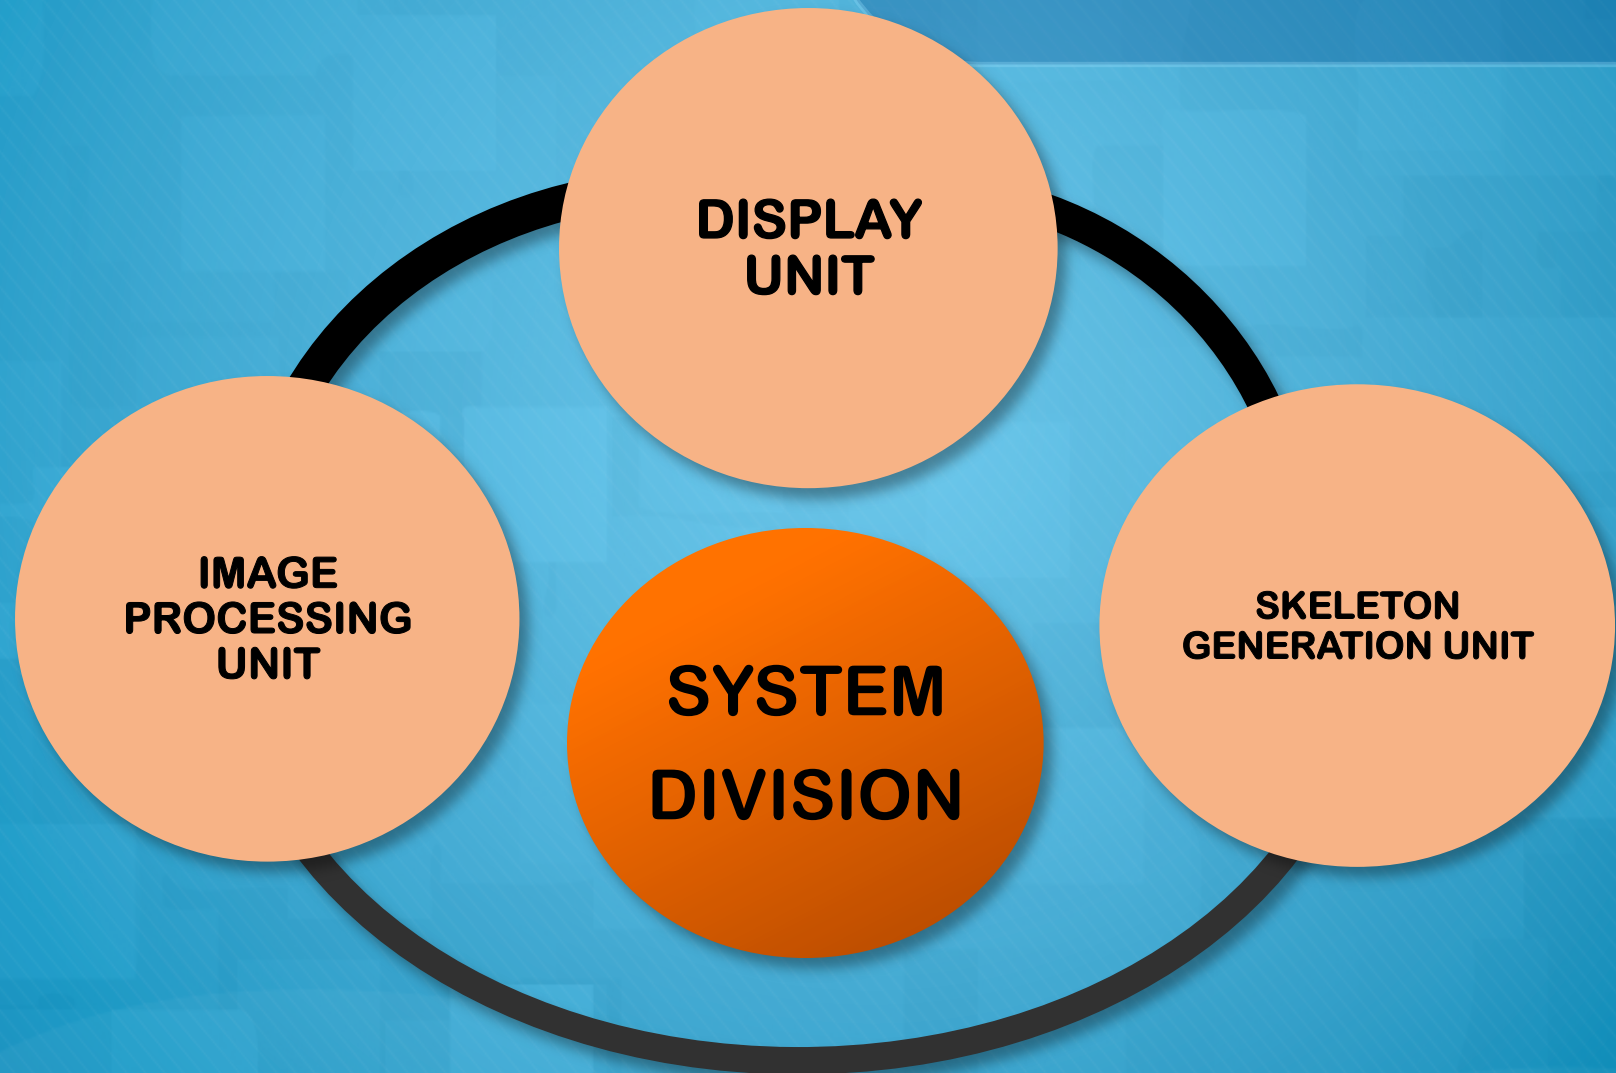 DISPLAY
UNIT
IMAGE
PROCESSING
UNIT
SKELETON
GENERATION UNIT
SYSTEM
DIVISION